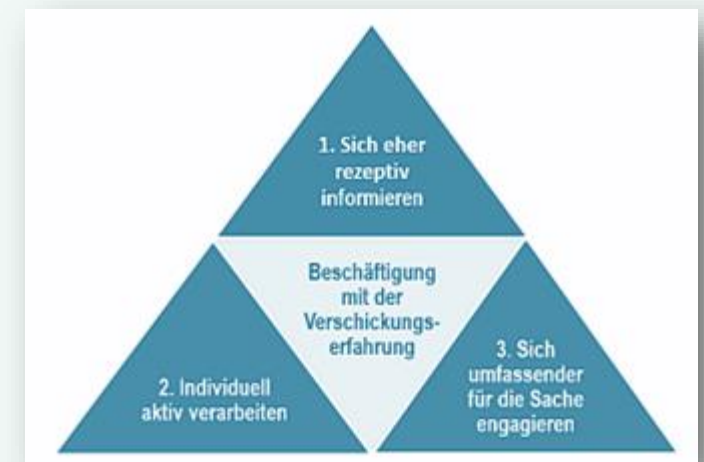 1. Sich eher
rezeptiv
informieren
Beschäftigung
mit der
Verschickungs-
erfahrung
2. Individuell
aktiv verarbeiten
3. Sich
umfassender
für die Sache
engagieren